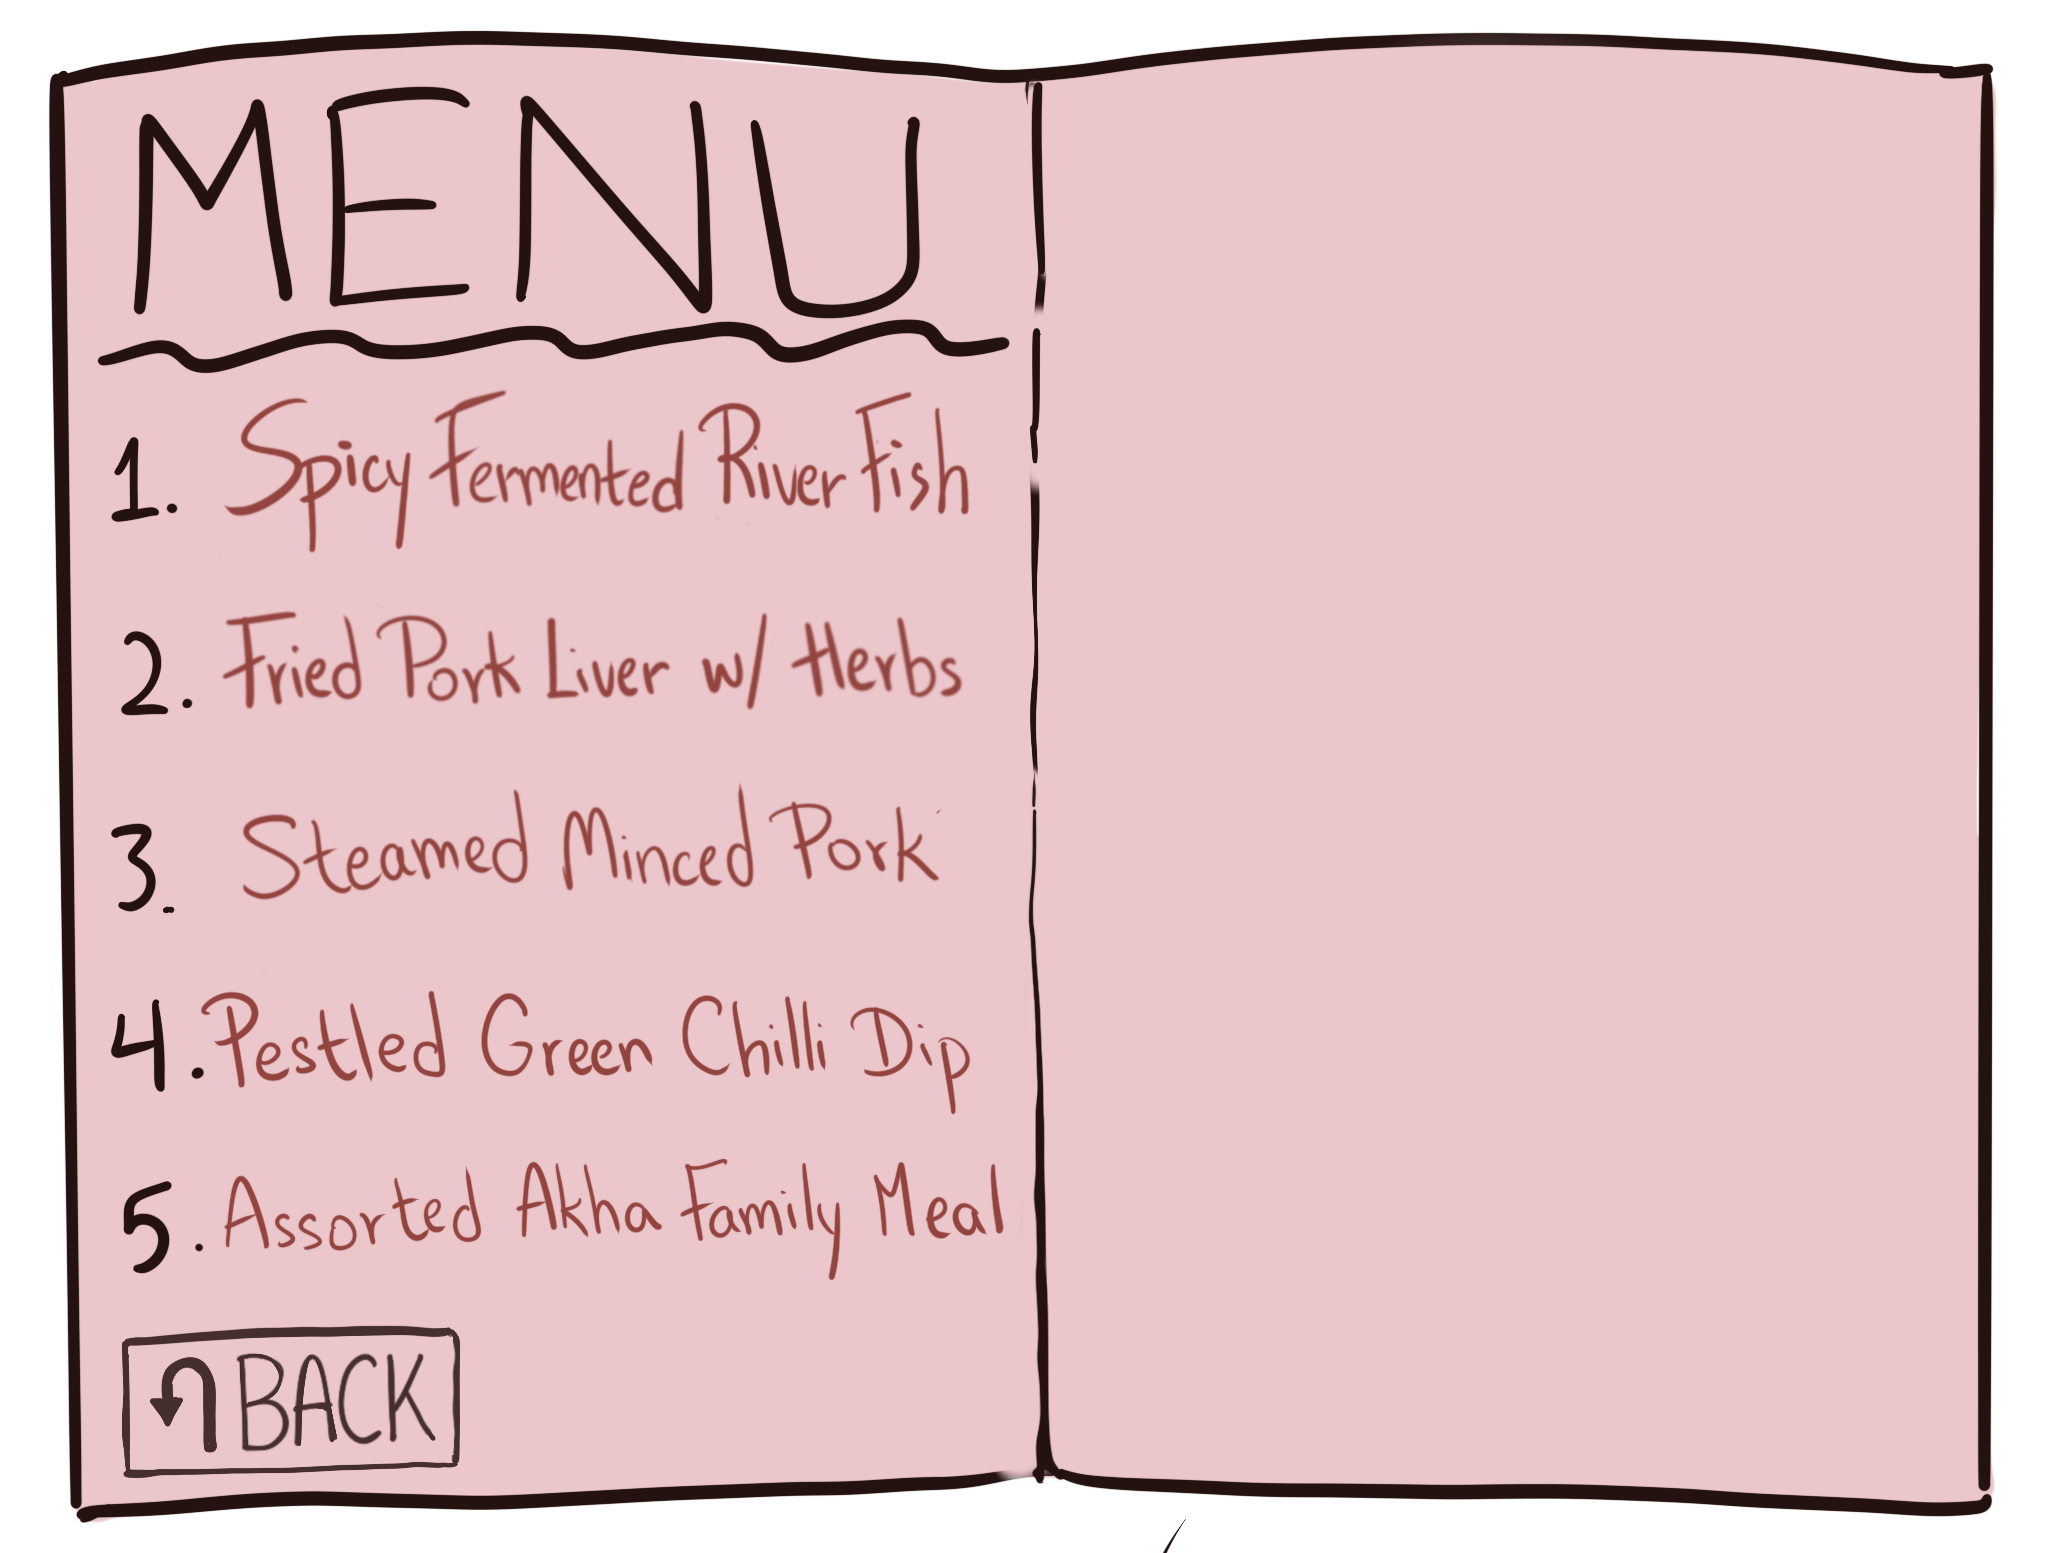 MENU
1. Spicy Fermented River Fish
2. Fried Pork Liver w/ Herbs
3. Steamed Minced Pork
4. Pestled Green Chilli Dip
5. Assorted Akha Family Meal
BACK